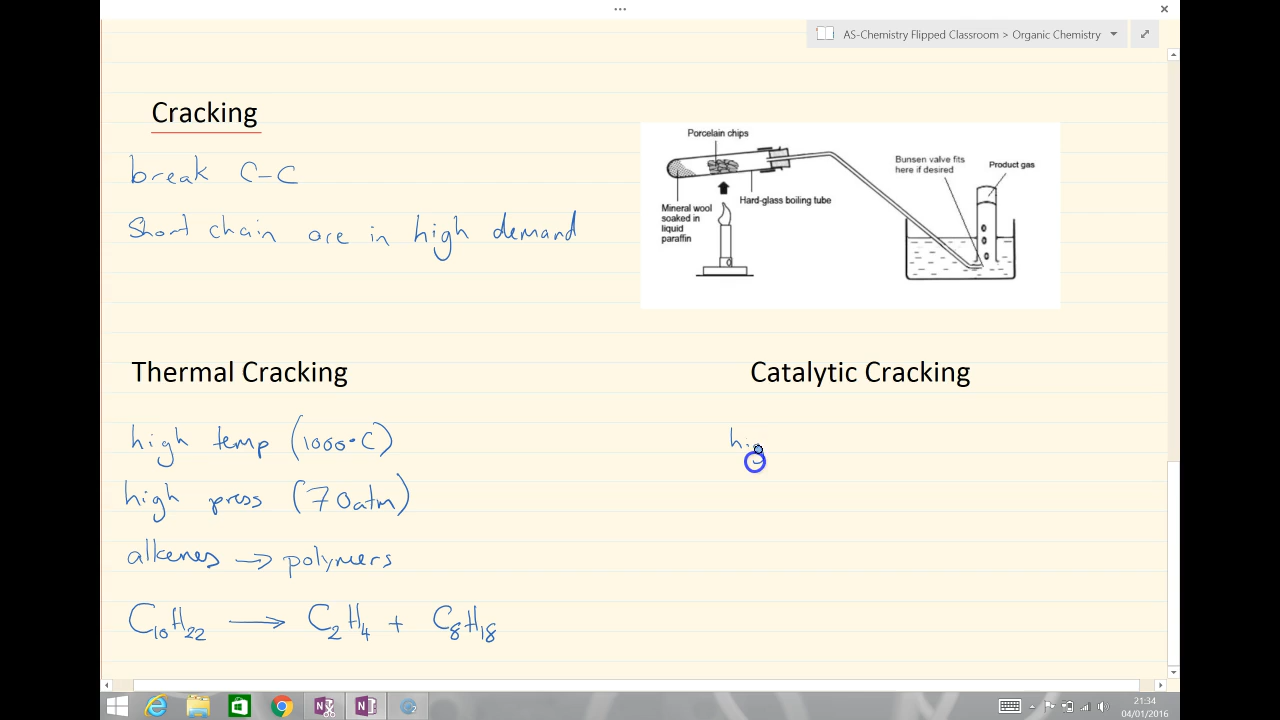 ...
AS-Chemistry Flipped Classroom > Organic Chemistry
Cracking
break C-C
Short chain are in high demand
Porcelain chips
Mineral wool
soaked in
liquid
paraffin
Hard-glass boiling tube
Bunsen valve fits
here if desired
Product gas
Thermal Cracking
high temp (1000°C)
high press (70atm)
alkenes → polymers
C₁₀H₂₂ → C₂H₄ + C₈H₁₈
Catalytic Cracking
hig
21:34
04/01/2016